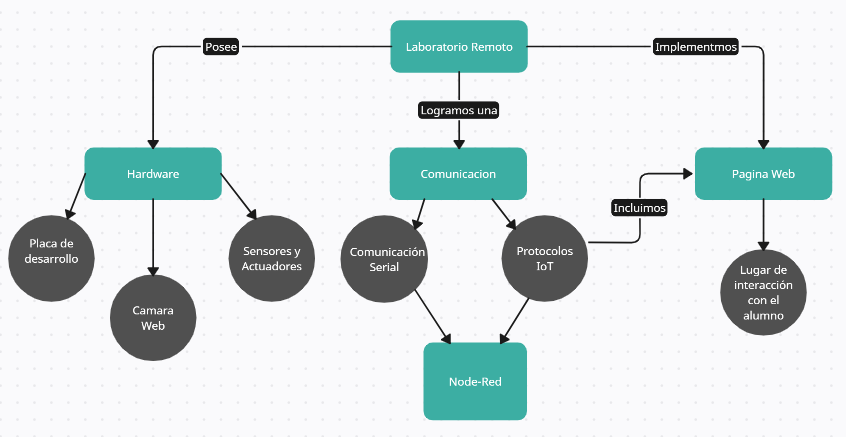 Laboratorio Remoto
Posee
Implementmos
Logramos una
Hardware
Comunicacion
Pagina Web
Incluimos
Placa de
desarrollo
Camara
Web
Sensores y
Actuadores
Comunicación
Serial
Protocolos
IoT
Lugar de
interacción
con el
alumno
Node-Red